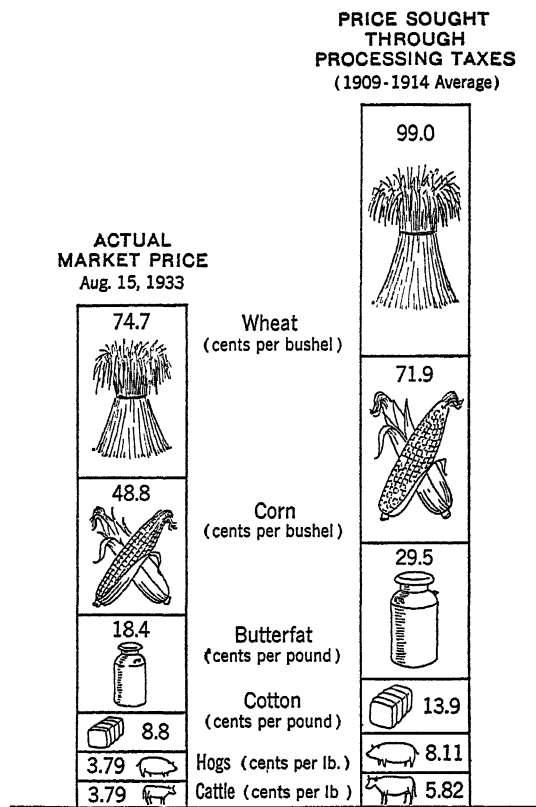 PRICE SOUGHT
THROUGH
PROCESSING TAXES
(1909-1914 Average)
99.0
ACTUAL
MARKET PRICE
Aug. 15, 1933
74.7
Wheat
(cents per bushel)
71.9
48.8
Corn
(cents per bushel)
29.5
18.4
Butterfat
(cents per pound)
Cotton
(cents per pound)
13.9
8.8
3.79
Hogs (cents per lb.)
8.11
3.79
Cattle (cents per lb )
5.82